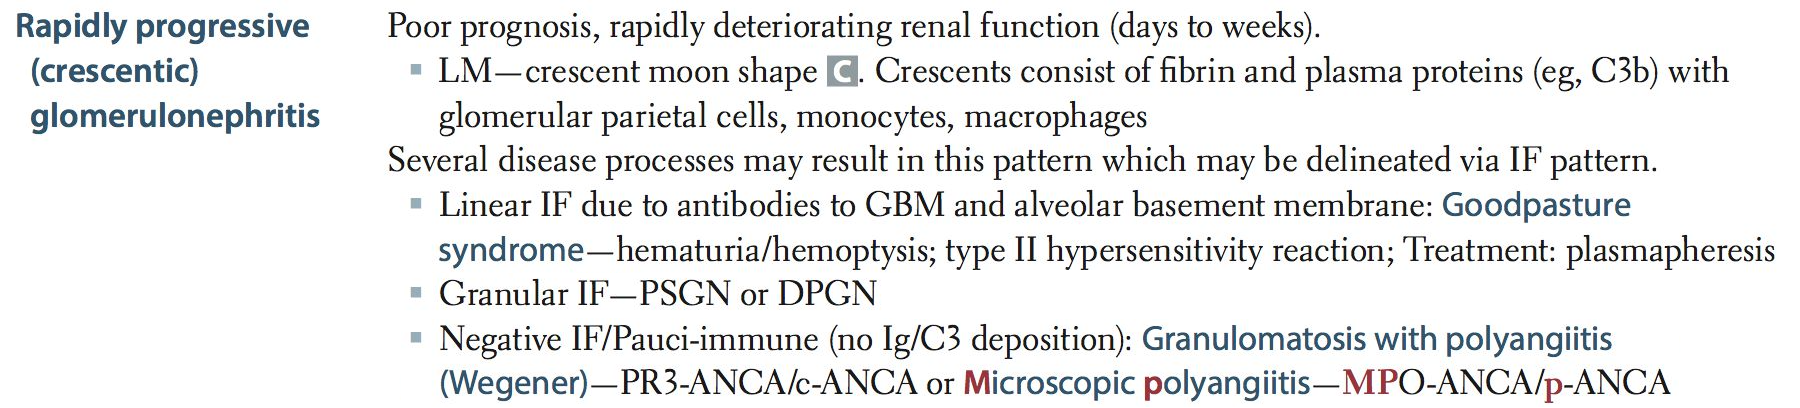 Rapidly progressive
(crescentic)
glomerulonephritis
Poor prognosis, rapidly deteriorating renal function (days to weeks).
▪ LM—crescent moon shape C. Crescents consist of fibrin and plasma proteins (eg, C3b) with
glomerular parietal cells, monocytes, macrophages
Several disease processes may result in this pattern which may be delineated via IF pattern.
▪ Linear IF due to antibodies to GBM and alveolar basement membrane: Goodpasture
syndrome—hematuria/hemoptysis; type II hypersensitivity reaction; Treatment: plasmapheresis
▪ Granular IF—PSGN or DPGN
▪ Negative IF/Pauci-immune (no Ig/C3 deposition): Granulomatosis with polyangiitis
(Wegener)—PR3-ANCA/c-ANCA or Microscopic polyangiitis—MPO-ANCA/p-ANCA